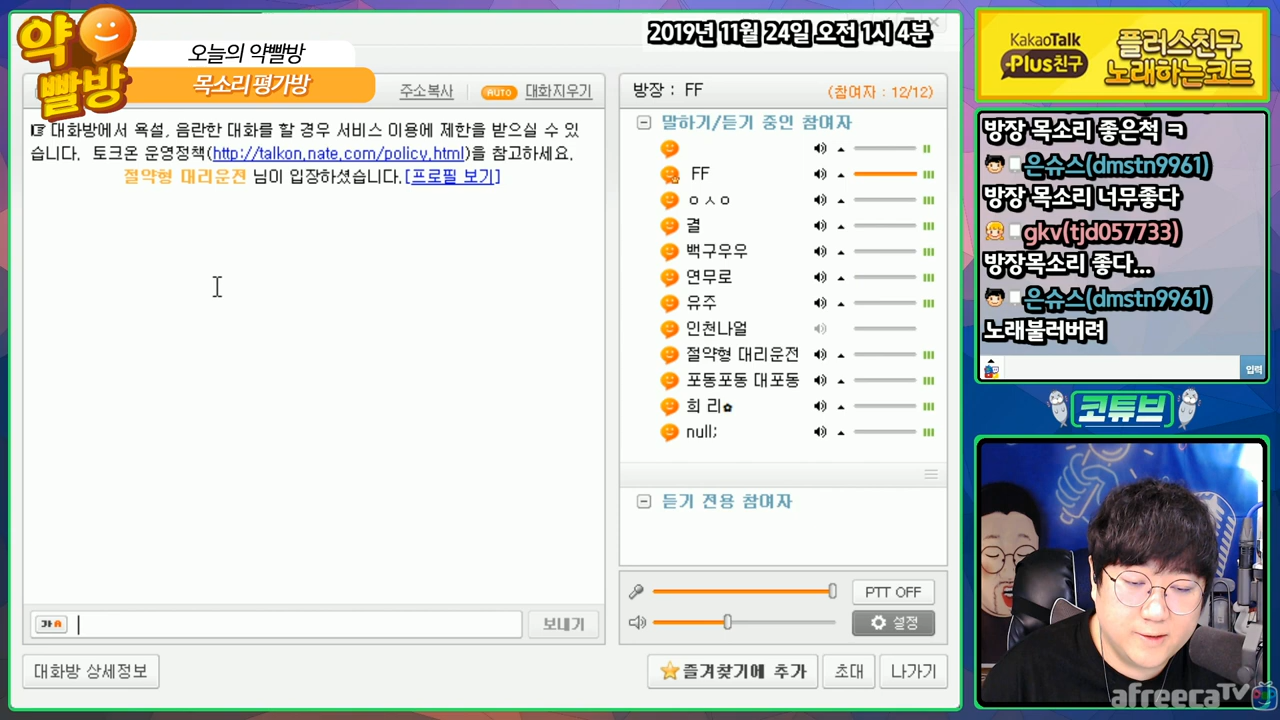 약빨방
오늘의 약빨방
목소리 평가방
2019년 11월 24일 오전 1시 4분
주소복사
AUTO 대화지우기
☞ 대화방에서 욕설, 음란한 대화를 할 경우 서비스 이용에 제한을 받으실 수 있
습니다. 토크온 운영정책(http://talkon.nate.com/policy.html)을 참고하세요.
절약형 대리운전 님이 입장하셨습니다.[프로필 보기]
보내기
대화방 상세정보
방장 : FF
(참여자 : 12/12)
말하기/듣기 중인 참여자
FF
ㅇㅅㅇ
결
백구우우
연무로
유주
인천나얼
절약형 대리운전
포동포동 대포동
희 리✿
null;
듣기 전용 참여자
PTT OFF
설정
즐겨찾기에 추가
초대
나가기
KakaoTalk
Plus친구
플러스친구
노래하는코트
방장 목소리 좋은척 ㅋ
은슈스(dmstn9961)
방장 목소리 너무좋다
gkv(tjd057733)
방장목소리 좋다...
은슈스(dmstn9961)
노래불러버려
입력
코튜브
afreecaTV